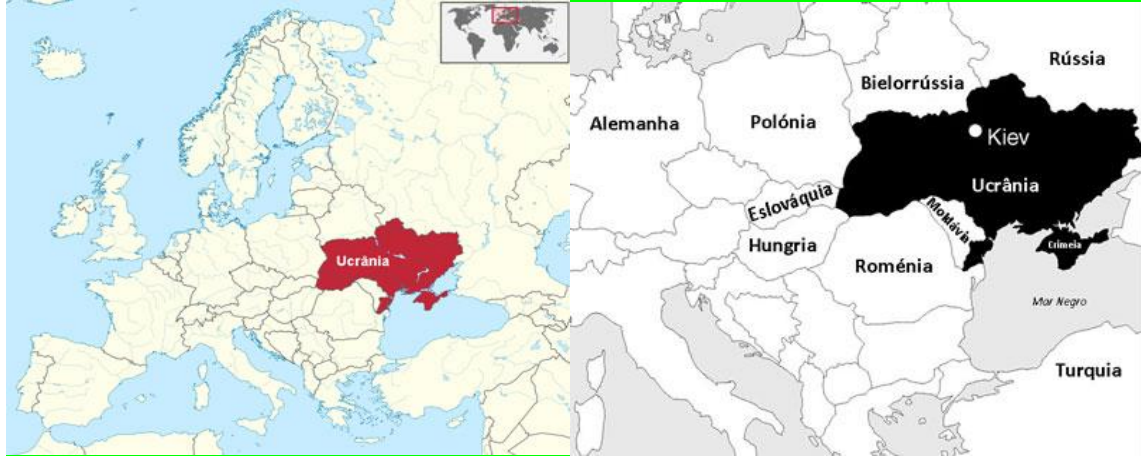 Ucrânia
Rússia
Bielorrússia
Alemanha
Polónia
Kiev
Ucrânia
Eslováquia
Moldávia
Hungria
Roménia
Crimeia
Mar Negro
Turquia